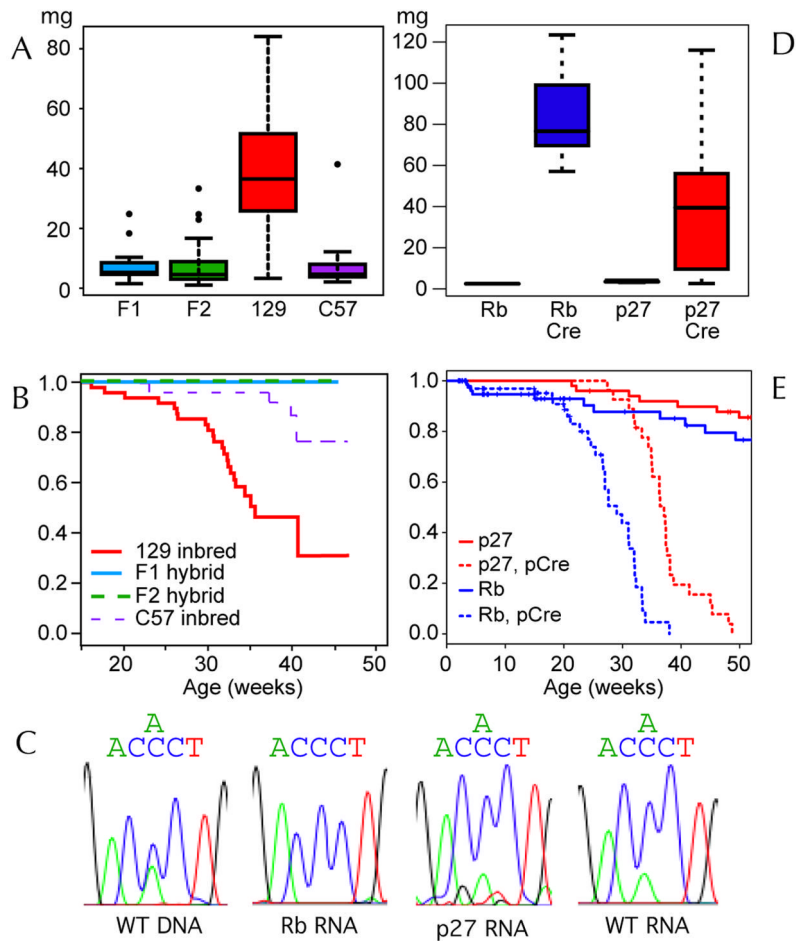 A
mg
80
60
40
20
0
F1 F2 129 C57
D
mg
120
100
80
60
40
20
0
Rb Rb Cre p27 p27 Cre
B
1.0
0.8
0.6
0.4
0.2
0.0
129 inbred
F1 hybrid
F2 hybrid
C57 inbred
20 30 40 50
Age (weeks)
E
1.0
0.8
0.6
0.4
0.2
0.0
p27
p27, pCre
Rb
Rb, pCre
0 10 20 30 40 50
Age (weeks)
C
A
ACCCT
WT DNA
ACCCT
Rb RNA
A
ACCCT
p27 RNA
A
ACCCT
WT RNA